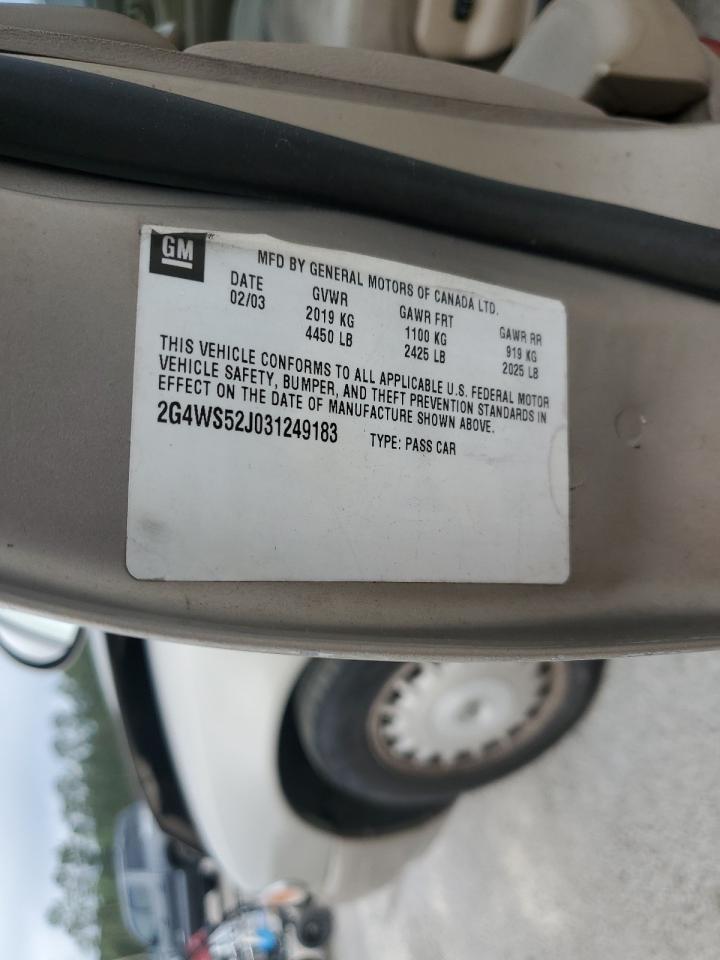 GM
MFD BY GENERAL MOTORS OF CANADA LTD.
DATE GVWR GAWR FRT GAWR RR
02/03 2019 KG 1100 KG 919 KG
4450 LB 2425 LB 2025 LB
THIS VEHICLE CONFORMS TO ALL APPLICABLE U.S. FEDERAL MOTOR
VEHICLE SAFETY, BUMPER, AND THEFT PREVENTION STANDARDS IN
EFFECT ON THE DATE OF MANUFACTURE SHOWN ABOVE.
2G4WS52J031249183 TYPE: PASS CAR